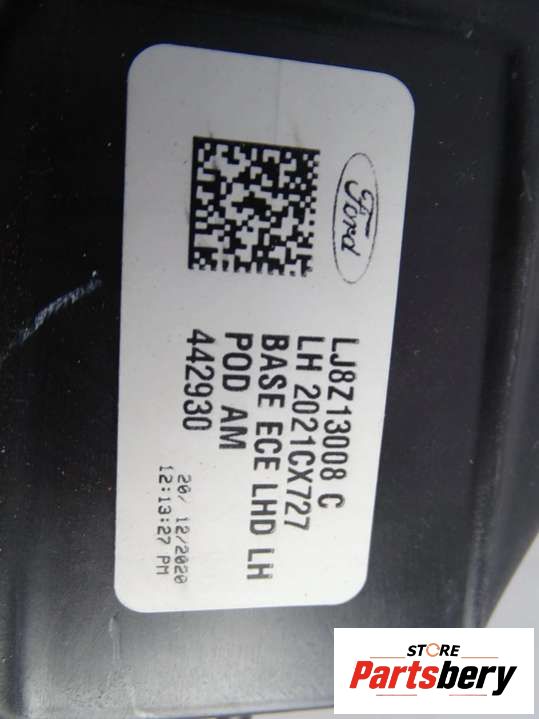 Ford
LJ8Z13008 C
LH 2021CX727
BASE ECE LHD LH
POD AM
442930
20/ 12/2020
12:13:27 PM
STORE
Partsbery